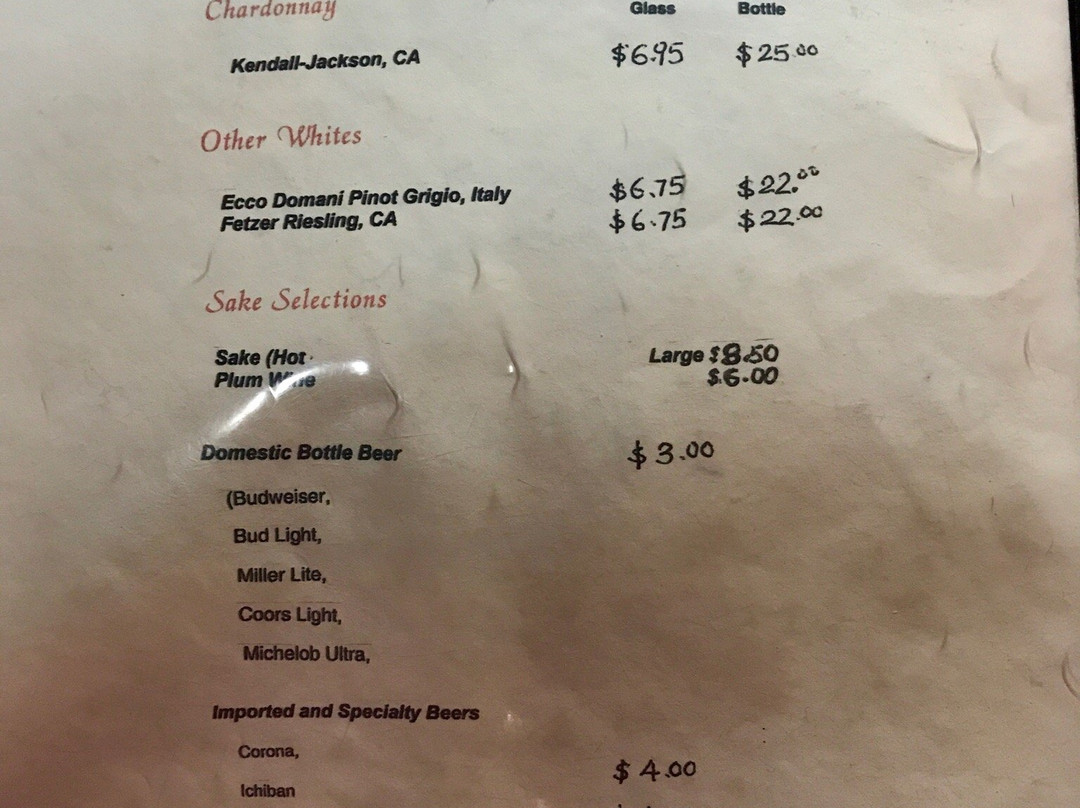 Chardonnay Glass Bottle
Kendall-Jackson, CA $6.95 $25.00
Other Whites
Ecco Domani Pinot Grigio, Italy $6.75 $22.00
Fetzer Riesling, CA $6.75 $22.00
Sake Selections
Sake (Hot Large $8.50
Plum Wine $6.00
Domestic Bottle Beer $3.00
(Budweiser,
Bud Light,
Miller Lite,
Coors Light,
Michelob Ultra,
Imported and Specialty Beers
Corona, $4.00
Ichiban